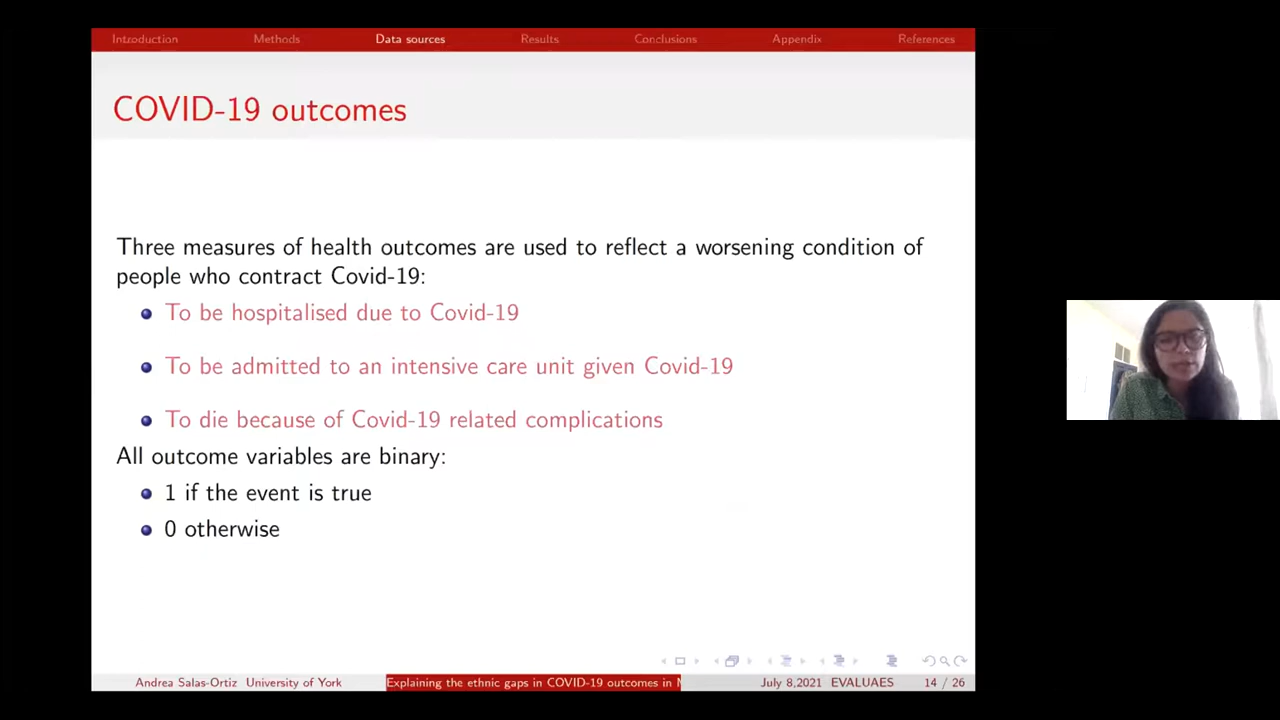 Introduction Methods Data sources Results Conclusions Appendix References
COVID-19 outcomes
Three measures of health outcomes are used to reflect a worsening condition of
people who contract Covid-19:
To be hospitalised due to Covid-19
To be admitted to an intensive care unit given Covid-19
To die because of Covid-19 related complications
All outcome variables are binary:
1 if the event is true
0 otherwise
Andrea Salas-Ortiz University of York Explaining the ethnic gaps in COVID-19 outcomes in July 8,2021 EVALUAES 14 / 26